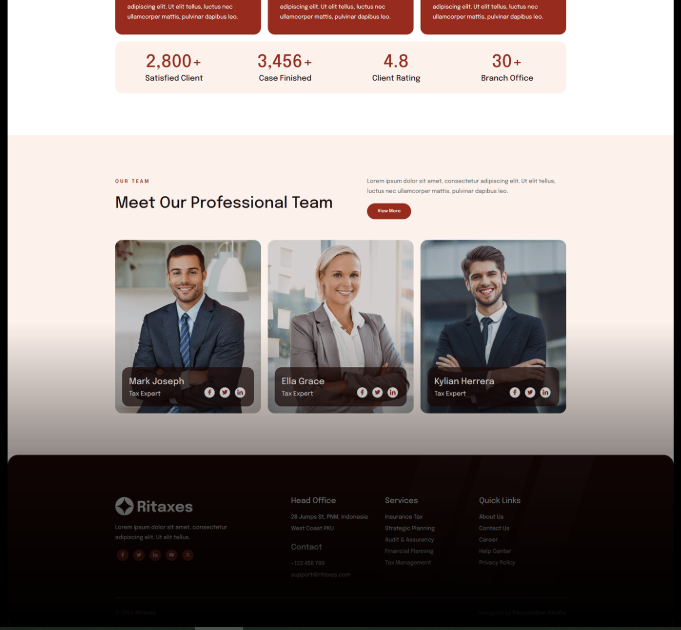 adipiscing elit. Ut elit tellus, luctus nec
ullamcorper mattis, pulvinar dapibus leo.
adipiscing elit. Ut elit tellus, luctus nec
ullamcorper mattis, pulvinar dapibus leo.
adipiscing elit. Ut elit tellus, luctus nec
ullamcorper mattis, pulvinar dapibus leo.
2,800+
Satisfied Client
3,456+
Case Finished
4.8
Client Rating
30+
Branch Office
OUR TEAM
Meet Our Professional Team
Lorem ipsum dolor sit amet, consectetur adipiscing elit. Ut elit tellus,
luctus nec ullamcorper mattis, pulvinar dapibus leo.
View More
Mark Joseph
Tax Expert
Ella Grace
Tax Expert
Kylian Herrera
Tax Expert
Ritaxes
Lorem ipsum dolor sit amet, consectetur
adipiscing elit. Ut elit tellus.
Head Office
28 Jumps St, PNM, Indonesia
West Coast PKU
Contact
+123 456 789
support@ritaxes.com
Services
Insurance Tax
Strategic Planning
Audit & Assurancy
Financial Planning
Tax Management
Quick Links
About Us
Contact Us
Career
Help Center
Privacy Policy